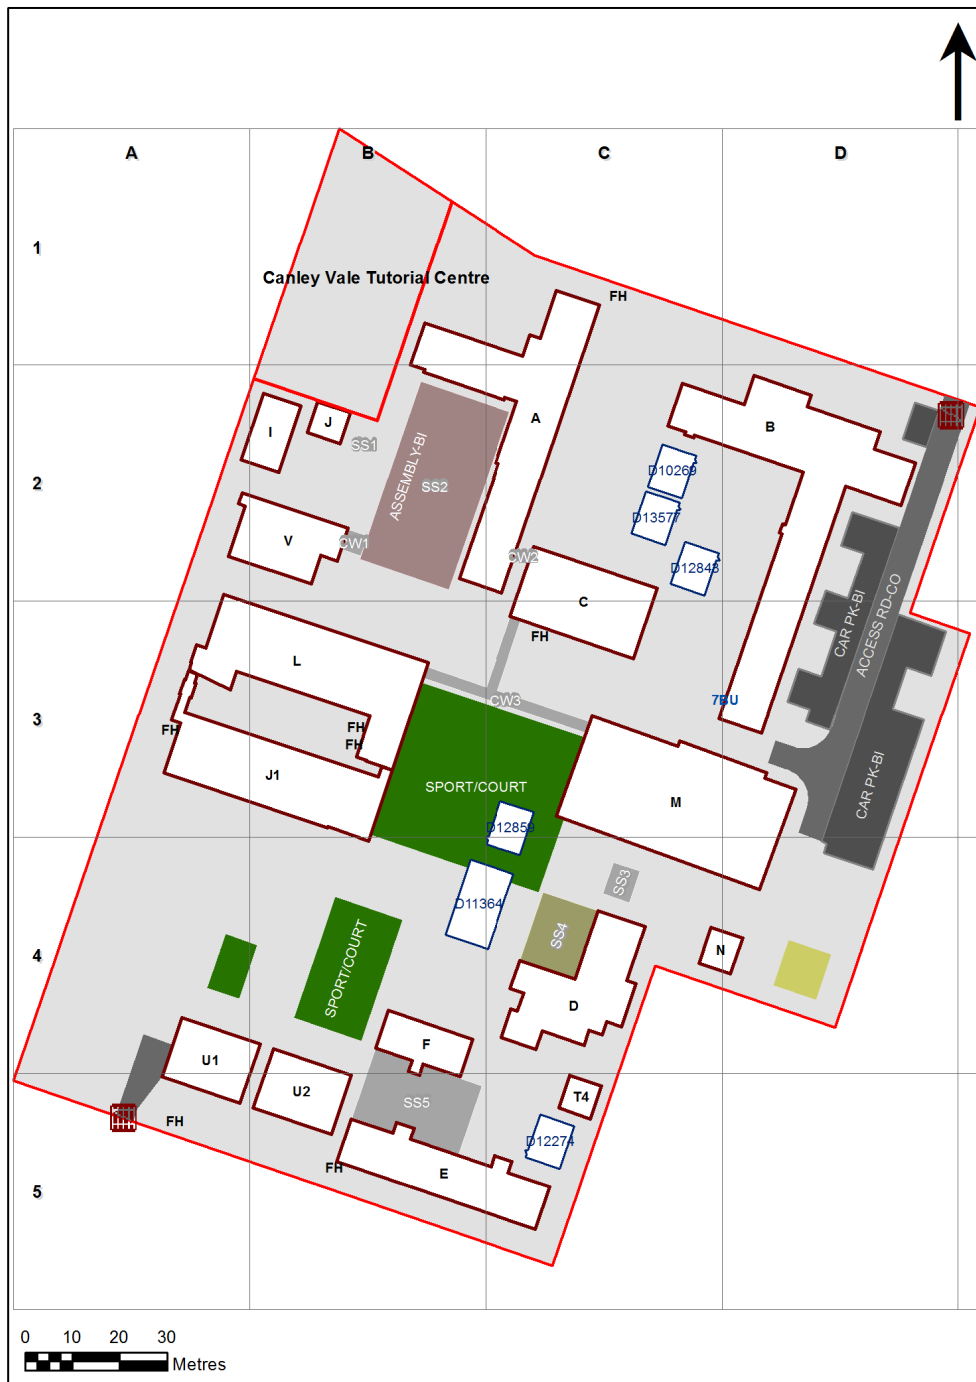 A B C D
1
Canley Vale Tutorial Centre
FH
A
B
I
J
SS1
ASSEMBLY-BI
SS2
D10269
2
D13577
V
CW1
CW2
D12843
C
CAR PK-BI
ACCESS RD-CO
FH
L
CW3
7BU
3
FH
FH
FH
J1
SPORT/COURT
M
CAR PK-BI
D12859
SS3
D11364
SS4
4
SPORT/COURT
N
D
F
U1
U2
SS5
T4
FH
D12274
FH
E
5
0 10 20 30
Metres